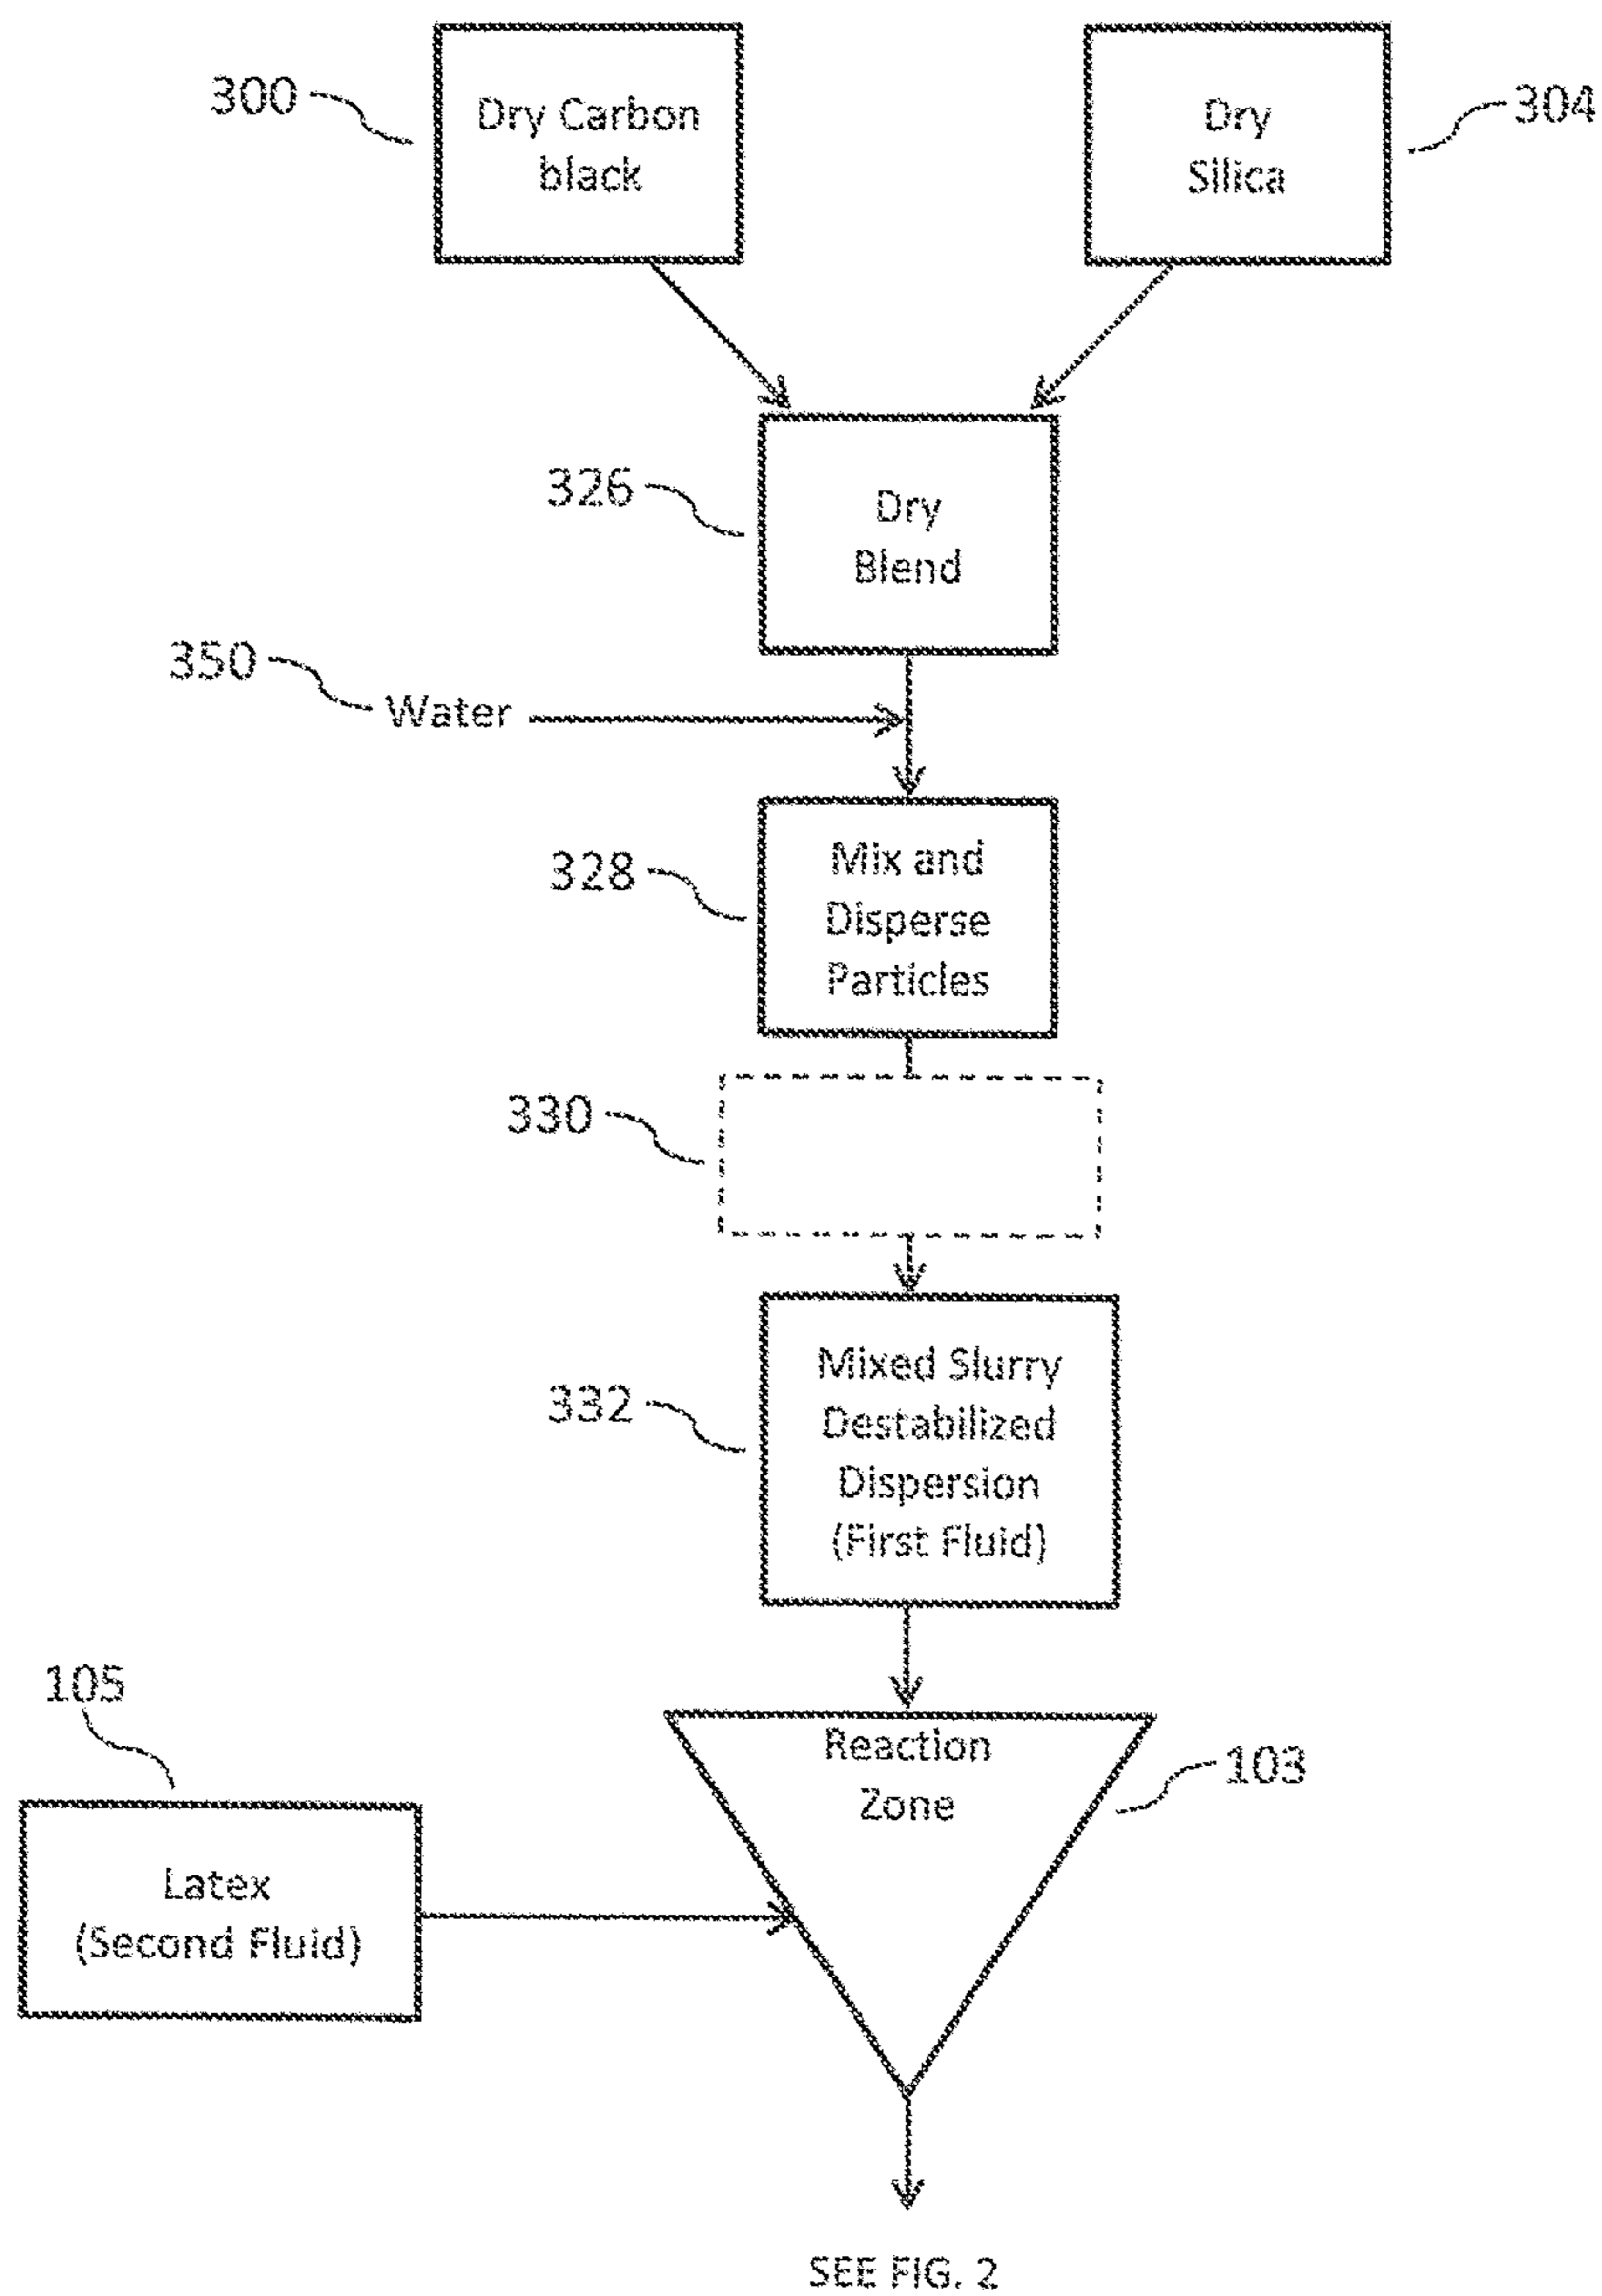 300
Dry Carbon
black
Dry
Silica
304
326
Dry
Blend
350
Water
328
Mix and
Disperse
Particles
330
332
Mixed Slurry
Destabilized
Dispersion
(First Fluid)
105
Reaction
Zone
103
Latex
(Second Fluid)
SEE FIG. 2